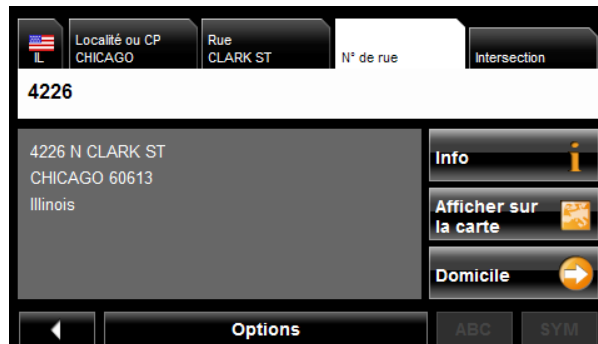 IL
Localité ou CP
CHICAGO
Rue
CLARK ST
N° de rue
Intersection
4226
4226 N CLARK ST
CHICAGO 60613
Illinois
Info
Afficher sur
la carte
Domicile
Options
ABC
SYM